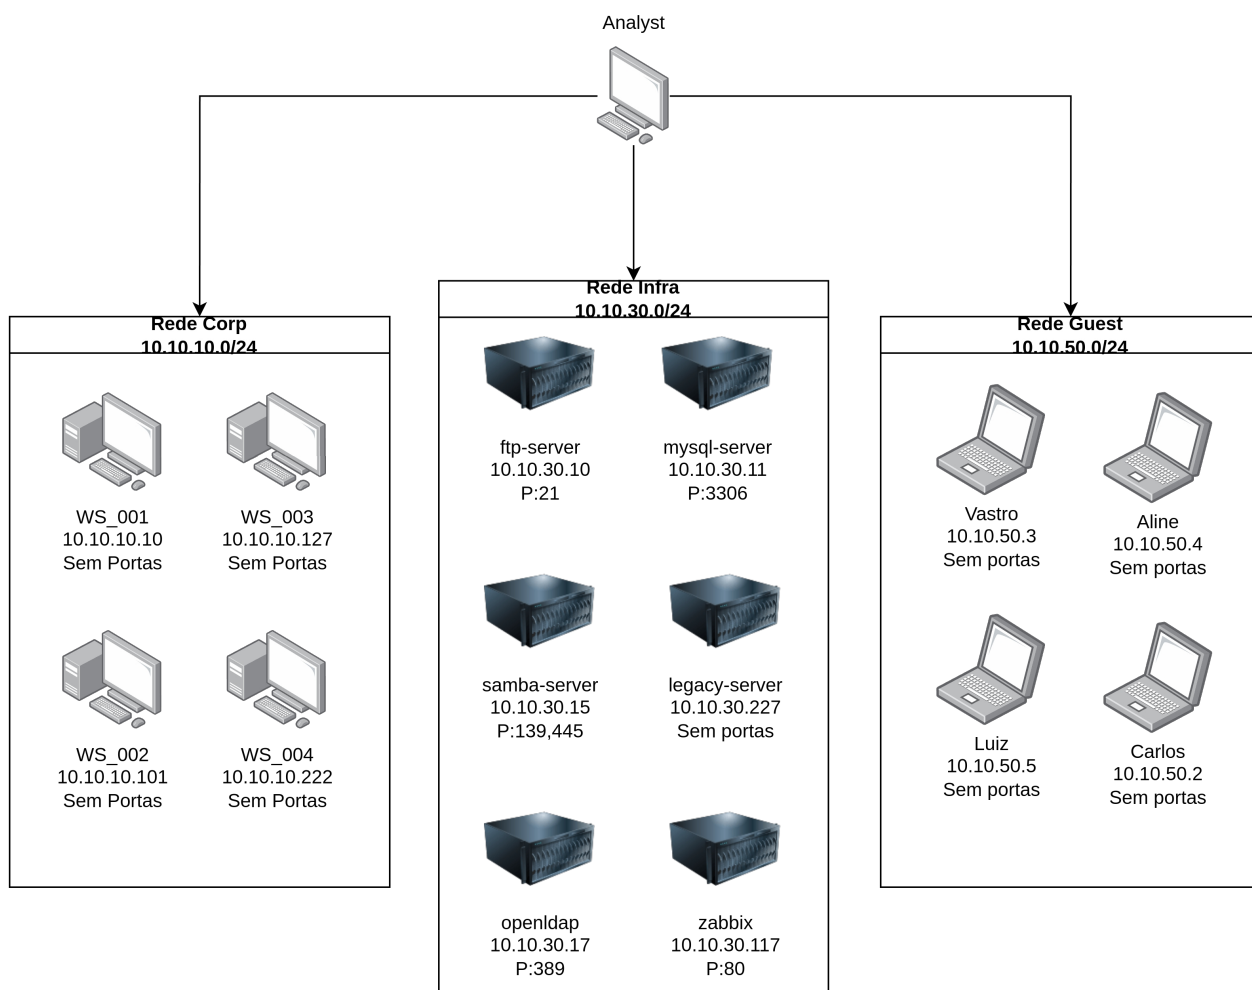 Analyst
Rede Corp
10.10.10.0/24
WS_001
10.10.10.10
Sem Portas
WS_003
10.10.10.127
Sem Portas
WS_002
10.10.10.101
Sem Portas
WS_004
10.10.10.222
Sem Portas
Rede Infra
10.10.30.0/24
ftp-server
10.10.30.10
P:21
mysql-server
10.10.30.11
P:3306
samba-server
10.10.30.15
P:139,445
legacy-server
10.10.30.227
Sem portas
openldap
10.10.30.17
P:389
zabbix
10.10.30.117
P:80
Rede Guest
10.10.50.0/24
Vastro
10.10.50.3
Sem portas
Aline
10.10.50.4
Sem portas
Luiz
10.10.50.5
Sem portas
Carlos
10.10.50.2
Sem portas